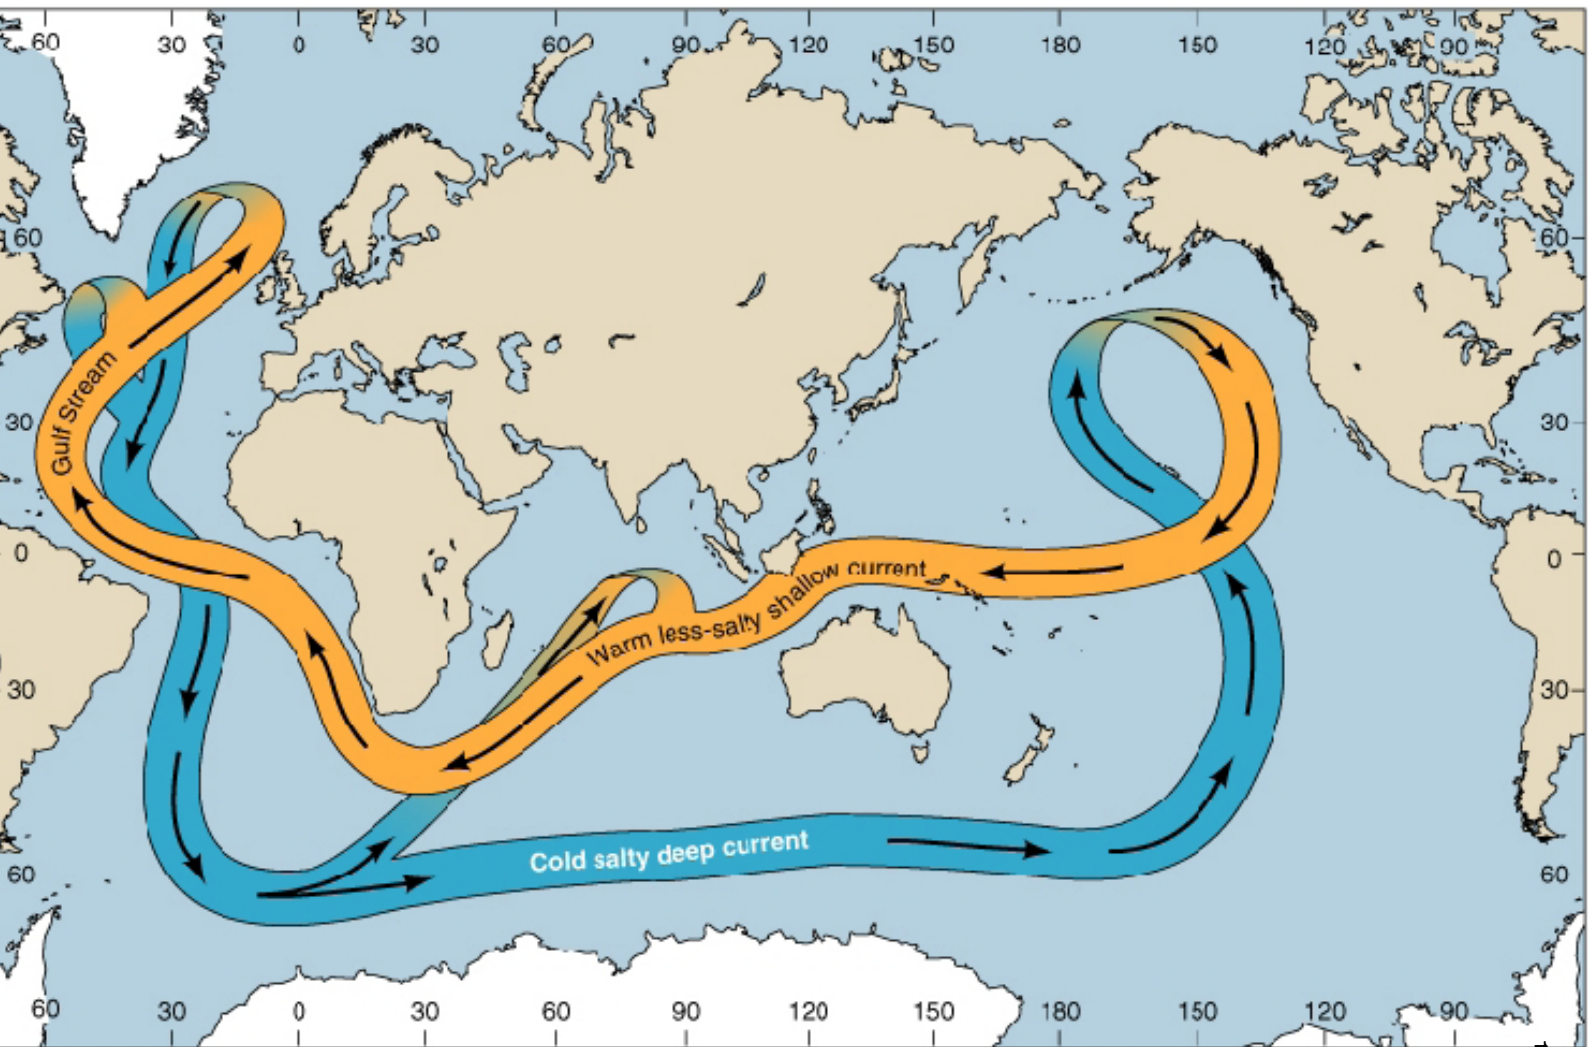 60 30 0 30 60 90 120 150 180 150 120 90
60 60
Gulf Stream
30 30
0 0
Warm less-salty shallow current
30 30
Cold salty deep current
60 60
60 30 0 30 60 90 120 150 180 150 120 90